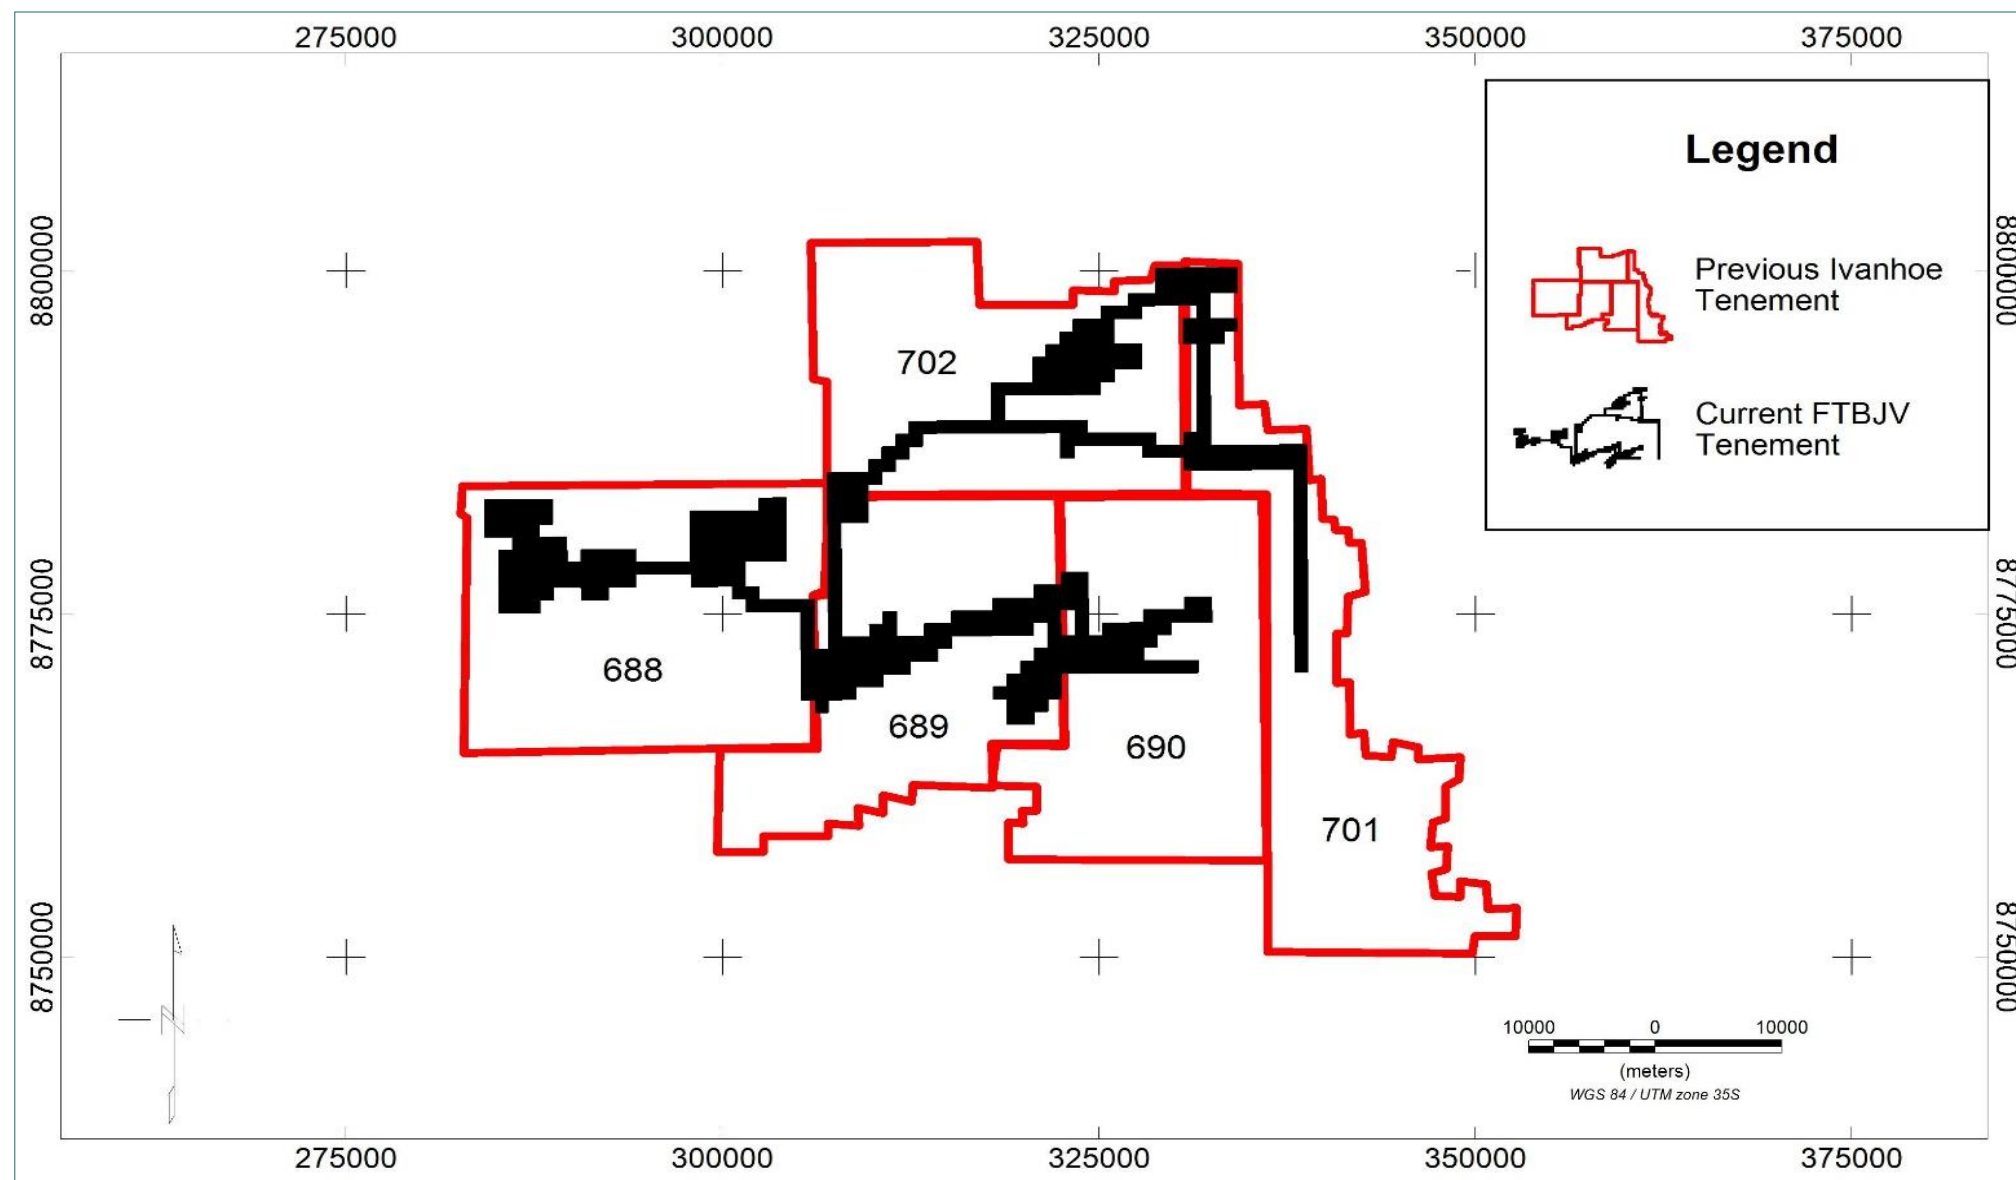 275000 300000 325000 350000 375000
Legend
Previous Ivanhoe
Tenement
Current FTBJV
Tenement
8800000
8800000
702
8775000
8775000
688
689
690
701
8750000
8750000
N
10000 0 10000
(meters)
WGS 84 / UTM zone 35S
275000 300000 325000 350000 375000